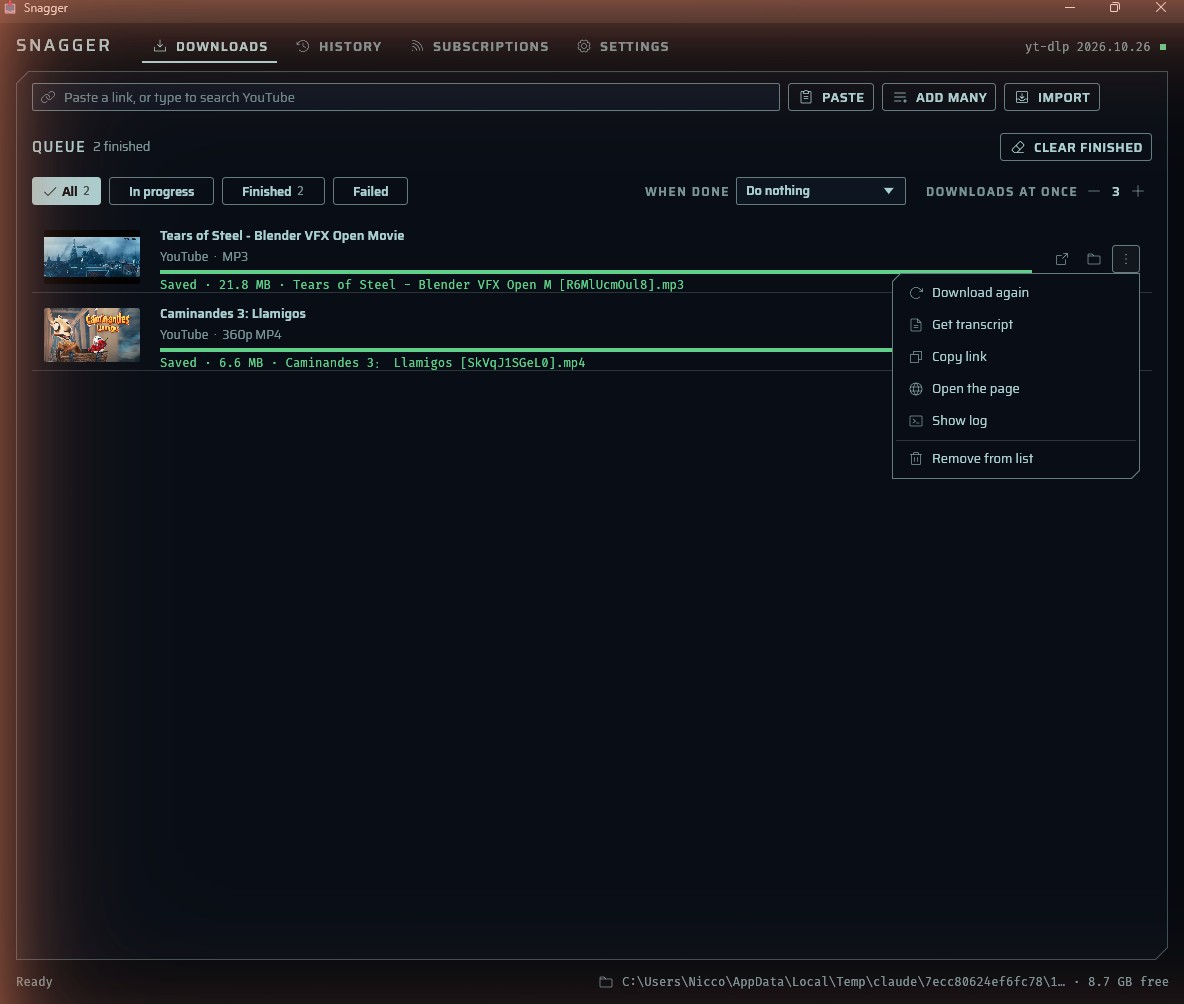 Snagger
SNAGGER DOWNLOADS HISTORY SUBSCRIPTIONS SETTINGS yt-dlp 2026.10.26
Paste a link, or type to search YouTube PASTE ADD MANY IMPORT
QUEUE 2 finished CLEAR FINISHED
All 2 In progress Finished 2 Failed WHEN DONE Do nothing DOWNLOADS AT ONCE 3
Tears of Steel - Blender VFX Open Movie
YouTube · MP3
Saved · 21.8 MB · Tears of Steel - Blender VFX Open M [R6MlUcmOul8].mp3
Caminandes Llamigos
Caminandes 3: Llamigos
YouTube · 360p MP4
Saved · 6.6 MB · Caminandes 3: Llamigos [SkVqJ1SGeL0].mp4
Download again
Get transcript
Copy link
Open the page
Show log
Remove from list
Ready C:\Users\Nicco\AppData\Local\Temp\claude\7ecc80624ef6fc78\1… · 8.7 GB free